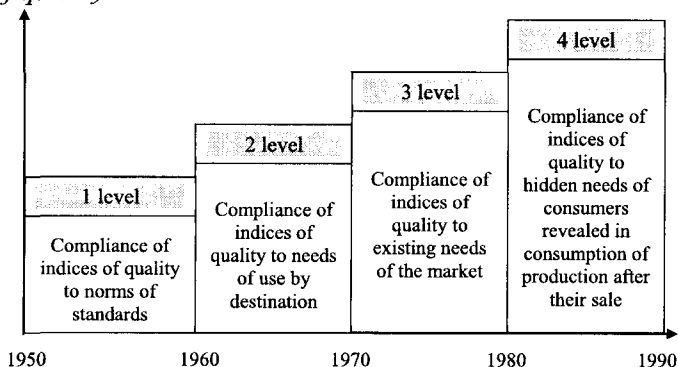 1 level
Compliance of
indices of quality
to norms of
standards
2 level
Compliance of
indices of
quality to needs
of use by
destination
3 level
Compliance of
indices of
quality to
existing needs
of the market
4 level
Compliance of
indices of
quality to
hidden needs of
consumers
revealed in
consumption of
production after
their sale
1950 1960 1970 1980 1990